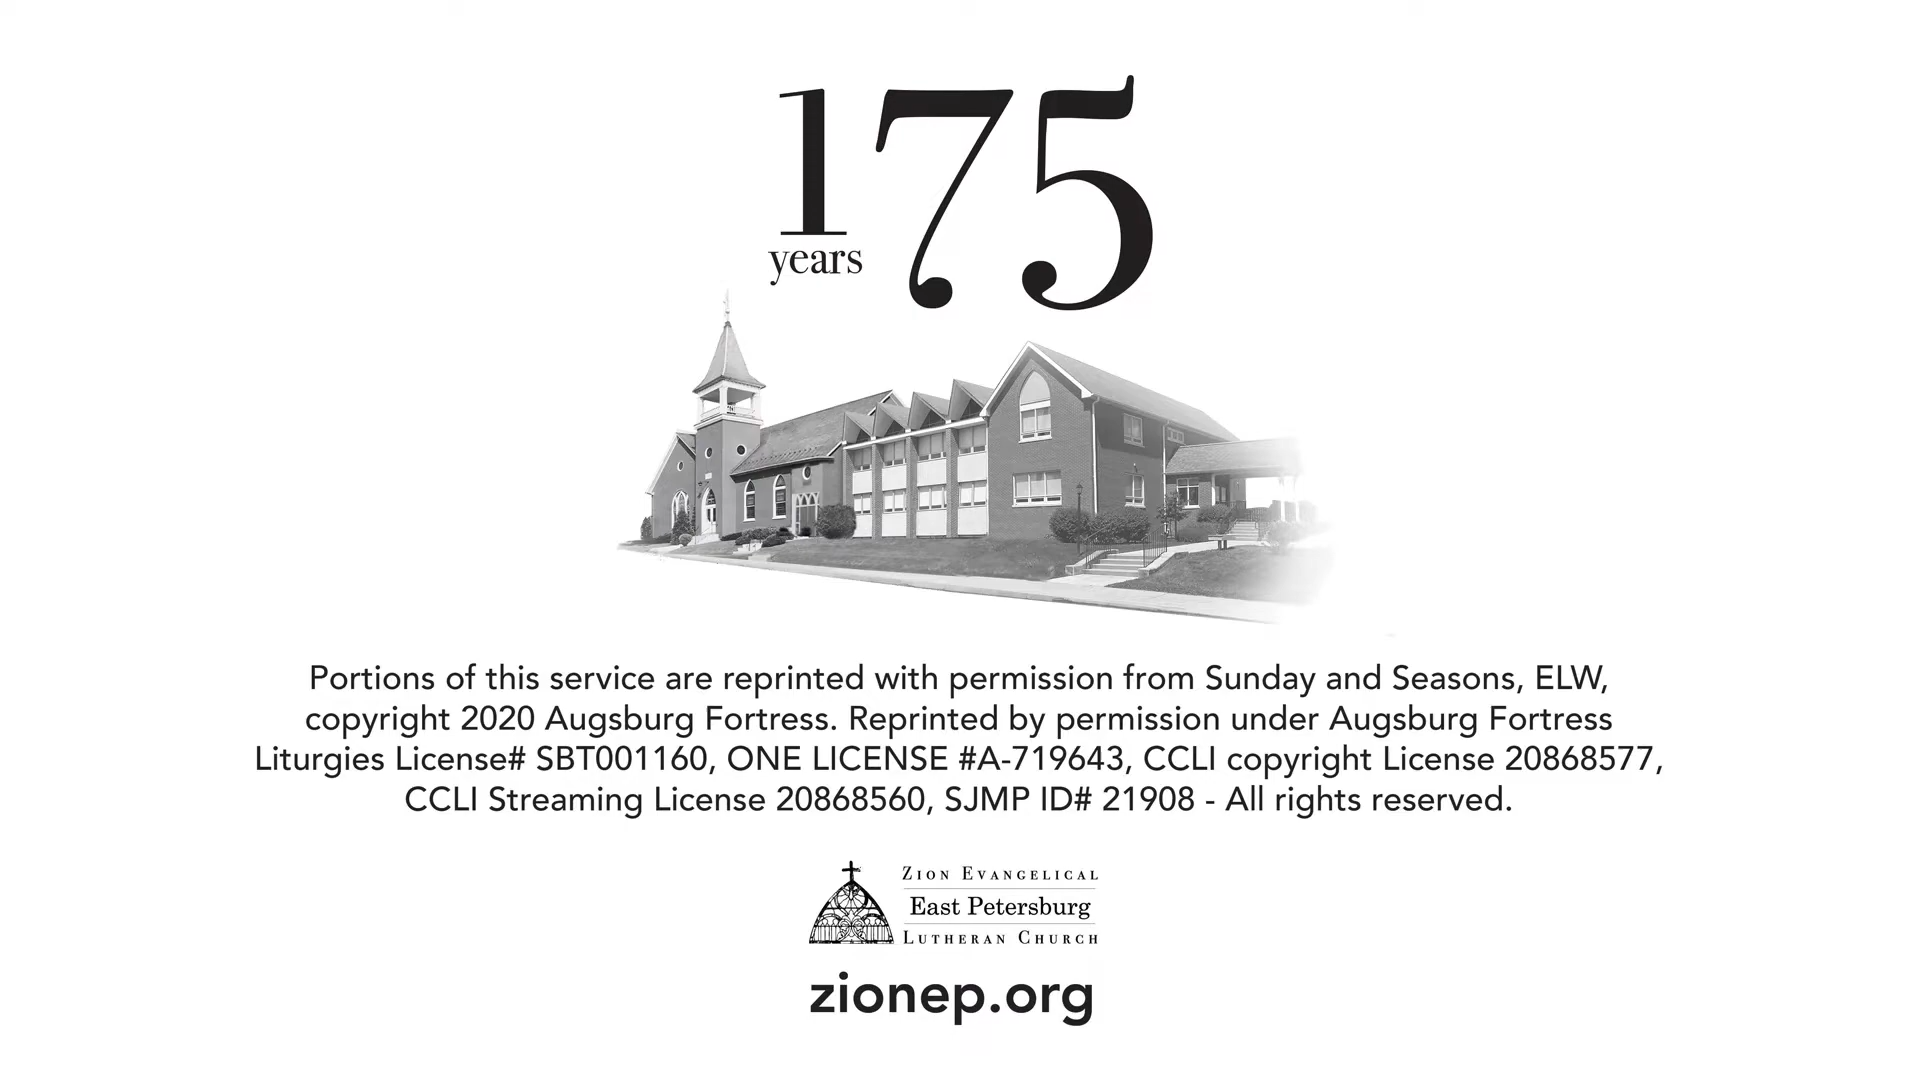 175
years
Portions of this service are reprinted with permission from Sunday and Seasons, ELW,
copyright 2020 Augsburg Fortress. Reprinted by permission under Augsburg Fortress
Liturgies License# SBT001160, ONE LICENSE #A-719643, CCLI copyright License 20868577,
CCLI Streaming License 20868560, SJMP ID# 21908 - All rights reserved.
Zion Evangelical
East Petersburg
Lutheran Church
zionep.org